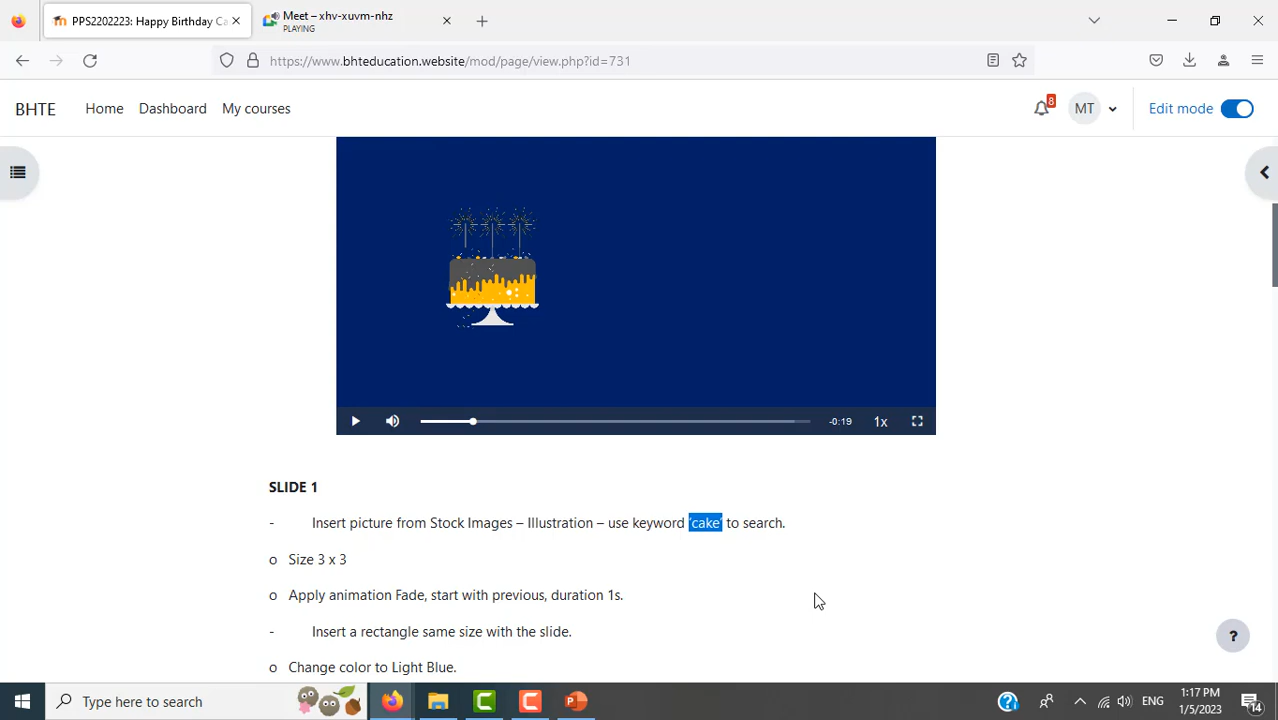 PPS2202223: Happy Birthday Ca
Meet – xhv-xuvm-nhz
PLAYING
https://www.bhteducation.website/mod/page/view.php?id=731
BHTE
Home
Dashboard
My courses
8
MT
Edit mode
-0:19
1x
SLIDE 1
- Insert picture from Stock Images – Illustration – use keyword ‘cake’ to search.
o Size 3 x 3
o Apply animation Fade, start with previous, duration 1s.
- Insert a rectangle same size with the slide.
o Change color to Light Blue.
?
Type here to search
ENG
1:17 PM
1/5/2023
14